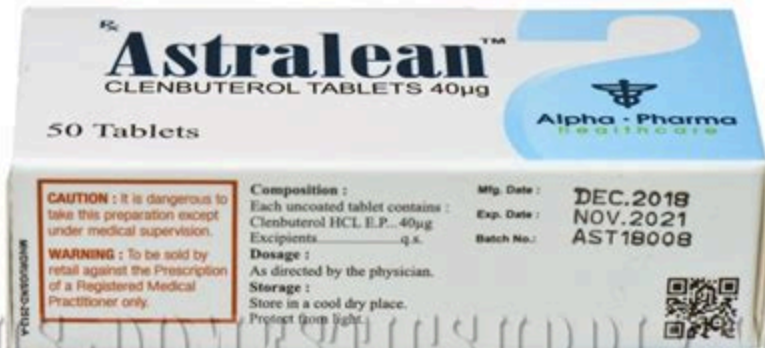 Rx
Astralean™
CLENBUTEROL TABLETS 40µg
50 Tablets
Alpha · Pharma
healthcare
CAUTION : It is dangerous to
take this preparation except
under medical supervision.
WARNING : To be sold by
retail against the Prescription
of a Registered Medical
Practitioner only.
Composition :
Each uncoated tablet contains :
Clenbuterol HCL E.P... 40µg
Excipients q.s.
Dosage :
As directed by the physician.
Storage :
Store in a cool dry place.
Protect from light.
Mfg. Date : DEC.2018
Exp. Date : NOV.2021
Batch No.: AST18008